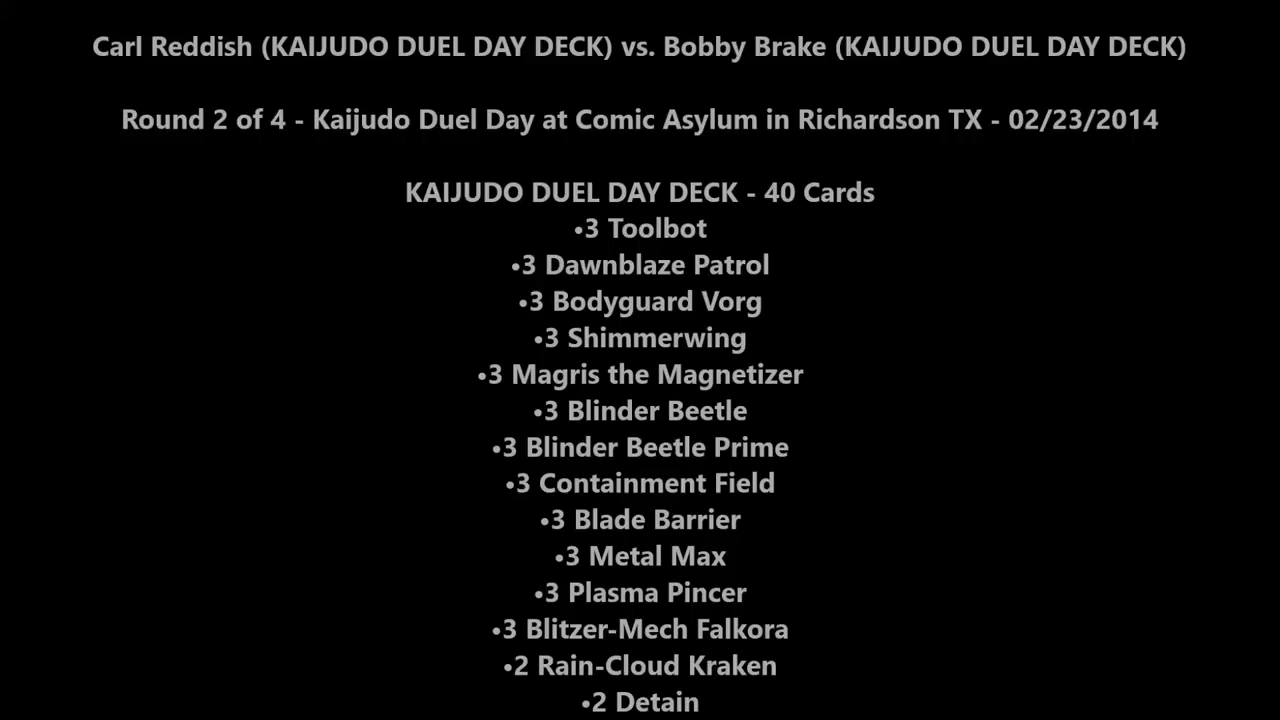 Carl Reddish (KAIJUDO DUEL DAY DECK) vs. Bobby Brake (KAIJUDO DUEL DAY DECK)
Round 2 of 4 - Kaijudo Duel Day at Comic Asylum in Richardson TX - 02/23/2014
KAIJUDO DUEL DAY DECK - 40 Cards
•3 Toolbot
•3 Dawnblaze Patrol
•3 Bodyguard Vorg
•3 Shimmerwing
•3 Magris the Magnetizer
•3 Blinder Beetle
•3 Blinder Beetle Prime
•3 Containment Field
•3 Blade Barrier
•3 Metal Max
•3 Plasma Pincer
•3 Blitzer-Mech Falkora
•2 Rain-Cloud Kraken
•2 Detain